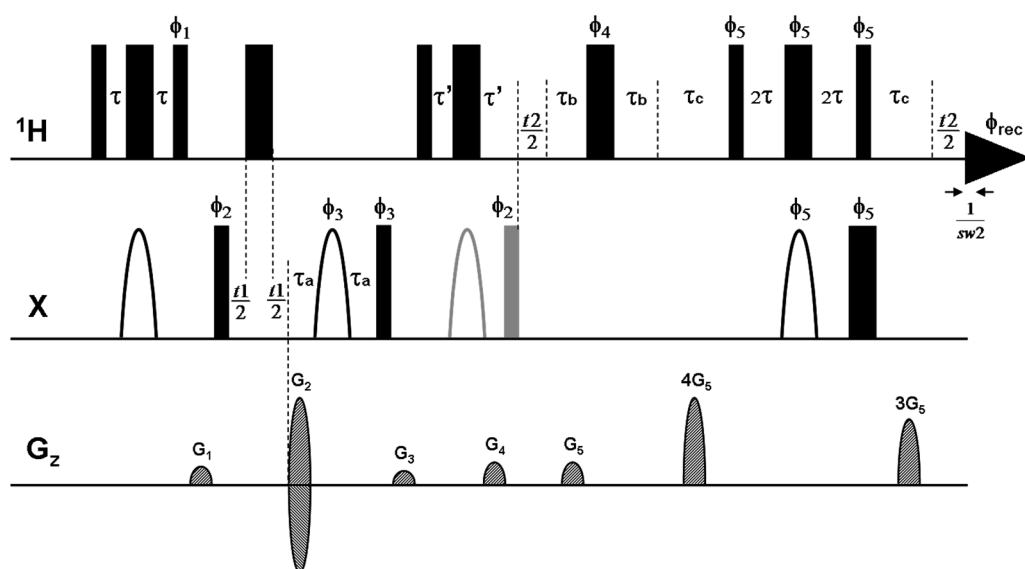 ϕ1 ϕ4 ϕ5 ϕ5 ϕ5
1H τ τ τ' τ' t2/2 τb τb τc 2τ 2τ τc t2/2 ϕrec
1/sw2
ϕ2 ϕ3 ϕ3 ϕ2 ϕ5 ϕ5
X t1/2 t1/2 τa τa
G2 4G5 3G5
Gz G1 G3 G4 G5